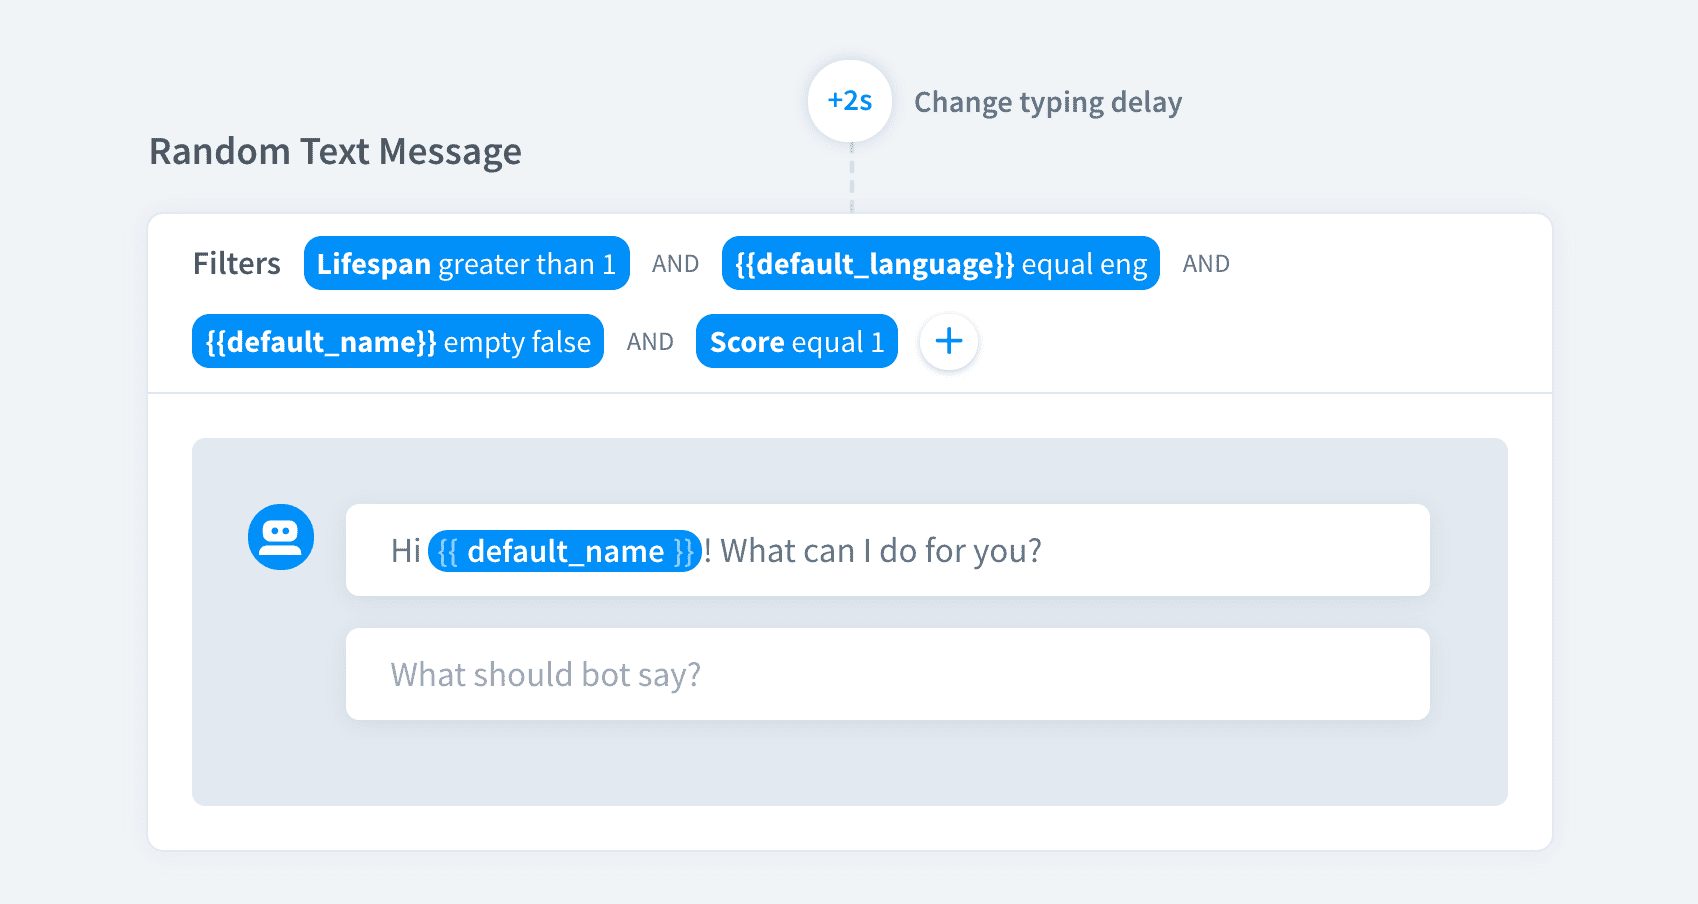 +2s Change typing delay
Random Text Message
Filters Lifespan greater than 1 AND {{default_language}} equal eng AND
{{default_name}} empty false AND Score equal 1 +
Hi {{ default_name }}! What can I do for you?
What should bot say?